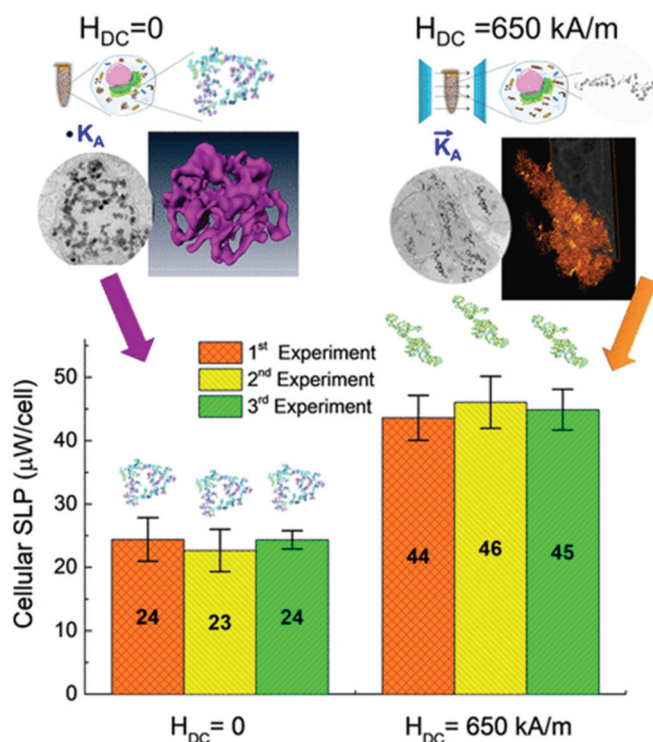 H_DC=0
H_DC =650 kA/m
• K_A
K_A
1st Experiment
2nd Experiment
3rd Experiment
Cellular SLP (µW/cell)
50
40
30
20
10
0
24
23
24
44
46
45
H_DC= 0
H_DC= 650 kA/m